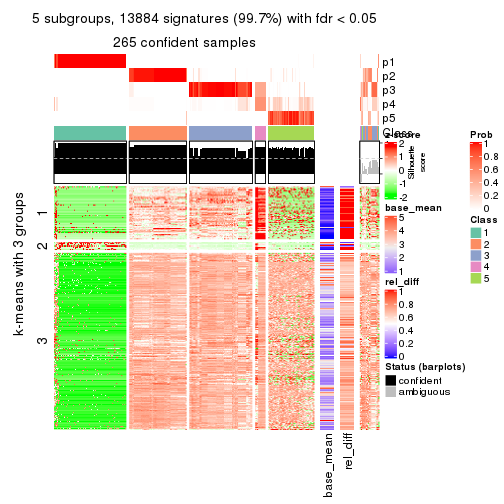 5 subgroups, 13884 signatures (99.7%) with fdr < 0.05
265 confident samples
p1
p2
p3
p4
p5
Class
Silhouette
score
1
2
3
k-means with 3 groups
base_mean
rel_diff
z-score
2
1
0
-1
-2
base_mean
5
4
3
2
1
rel_diff
1
0.8
0.6
0.4
0.2
0
Status (barplots)
confident
ambiguous
Prob
1
0.8
0.6
0.4
0.2
0
Class
1
2
3
4
5